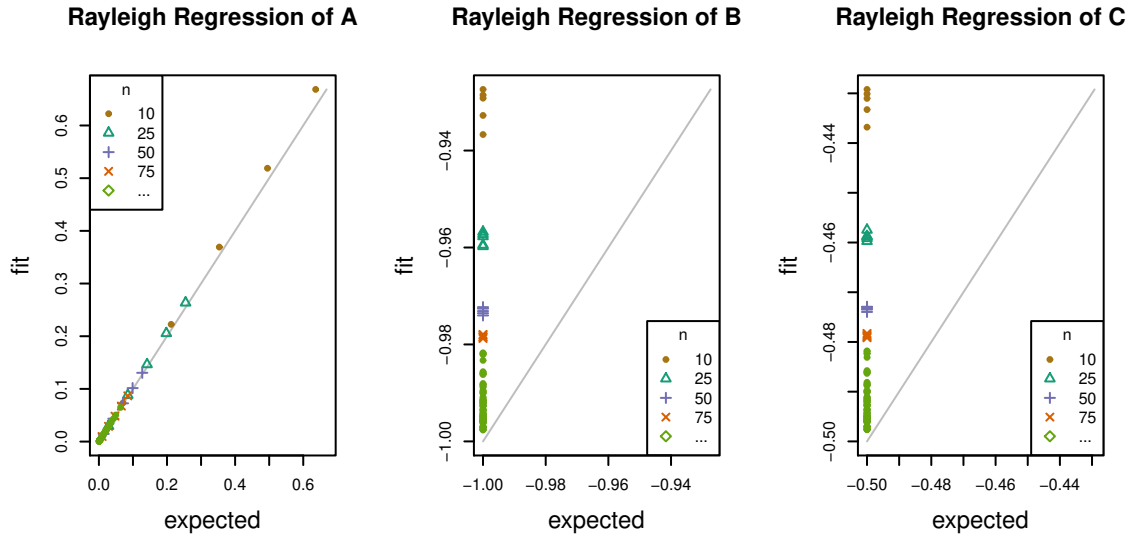 Rayleigh Regression of A
fit
0.0 0.1 0.2 0.3 0.4 0.5 0.6
n
10
25
50
75
...
0.0 0.2 0.4 0.6
expected
Rayleigh Regression of B
fit
−1.00 −0.98 −0.96 −0.94
n
10
25
50
75
...
−1.00 −0.98 −0.96 −0.94
expected
Rayleigh Regression of C
fit
−0.50 −0.48 −0.46 −0.44
n
10
25
50
75
...
−0.50 −0.48 −0.46 −0.44
expected